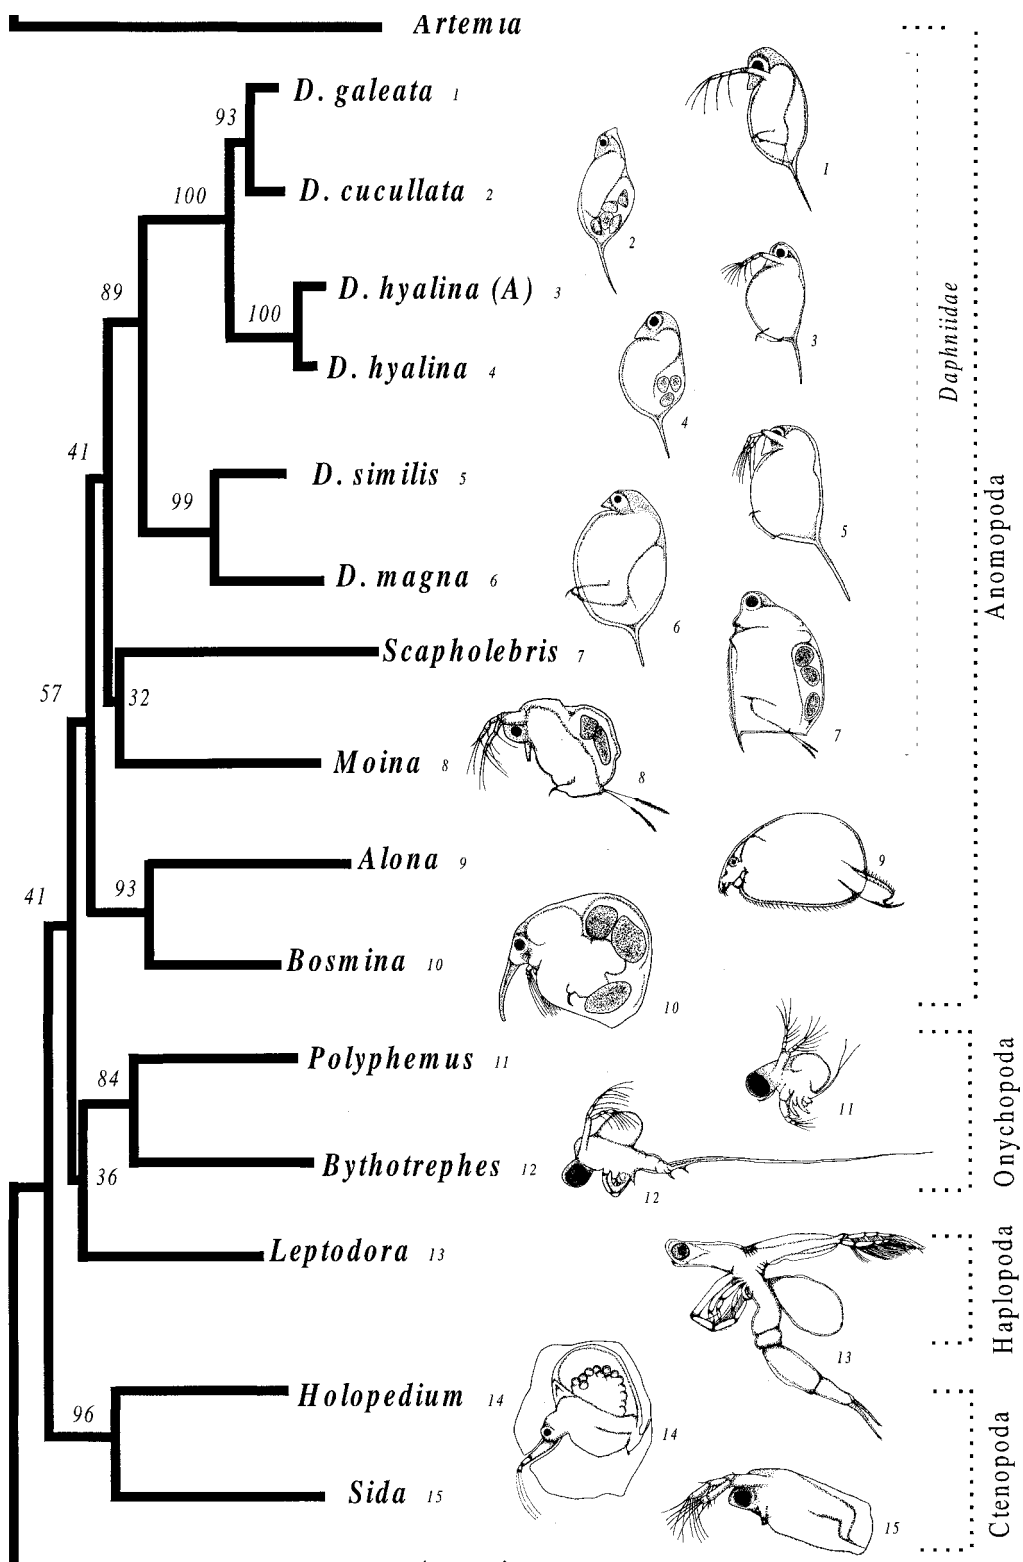 Artemia
D. galeata 1
93
1
100
D. cucullata 2
2
89
D. hyalina (A) 3
100
3
D. hyalina 4
4
Daphniidae
41
D. similis 5
99
5
D. magna 6
6
Anomopoda
Scapholebris 7
57
32
7
Moina 8
8
Alona 9
9
93
41
Bosmina 10
10
Polyphemus 11
84
11
Onychopoda
Bythotrephes 12
36
12
Leptodora 13
13
Haplopoda
Holopedium 14
96
14
Sida 15
15
Ctenopoda